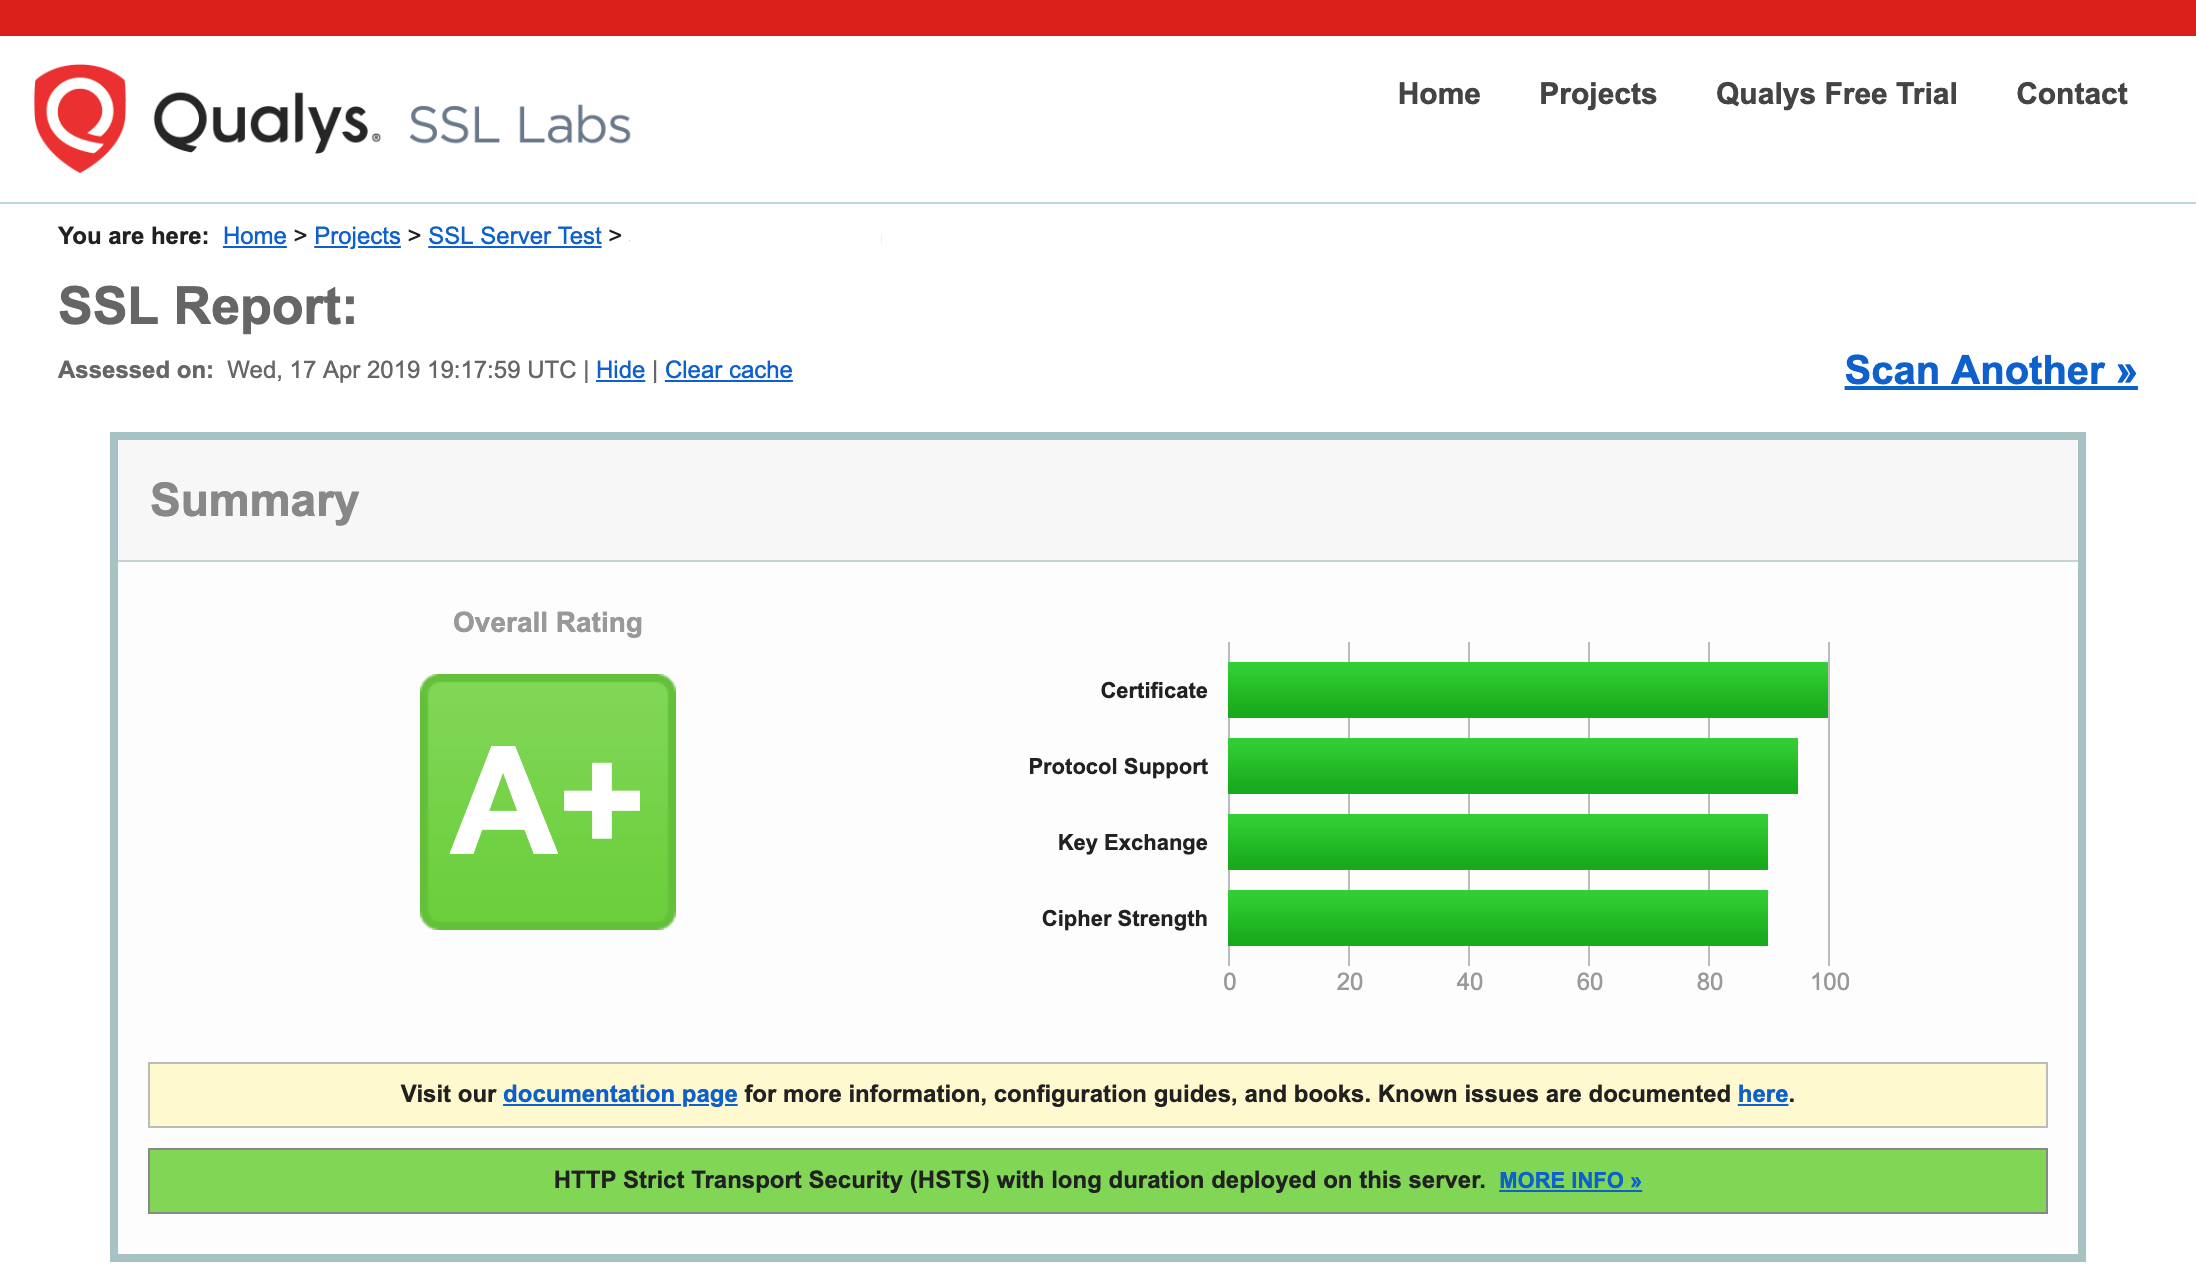 Qualys® SSL Labs
Home Projects Qualys Free Trial Contact
You are here: Home > Projects > SSL Server Test >
SSL Report:
Assessed on: Wed, 17 Apr 2019 19:17:59 UTC | Hide | Clear cache
Scan Another »
Summary
Overall Rating
A+
Certificate
Protocol Support
Key Exchange
Cipher Strength
0 20 40 60 80 100
Visit our documentation page for more information, configuration guides, and books. Known issues are documented here.
HTTP Strict Transport Security (HSTS) with long duration deployed on this server. MORE INFO »